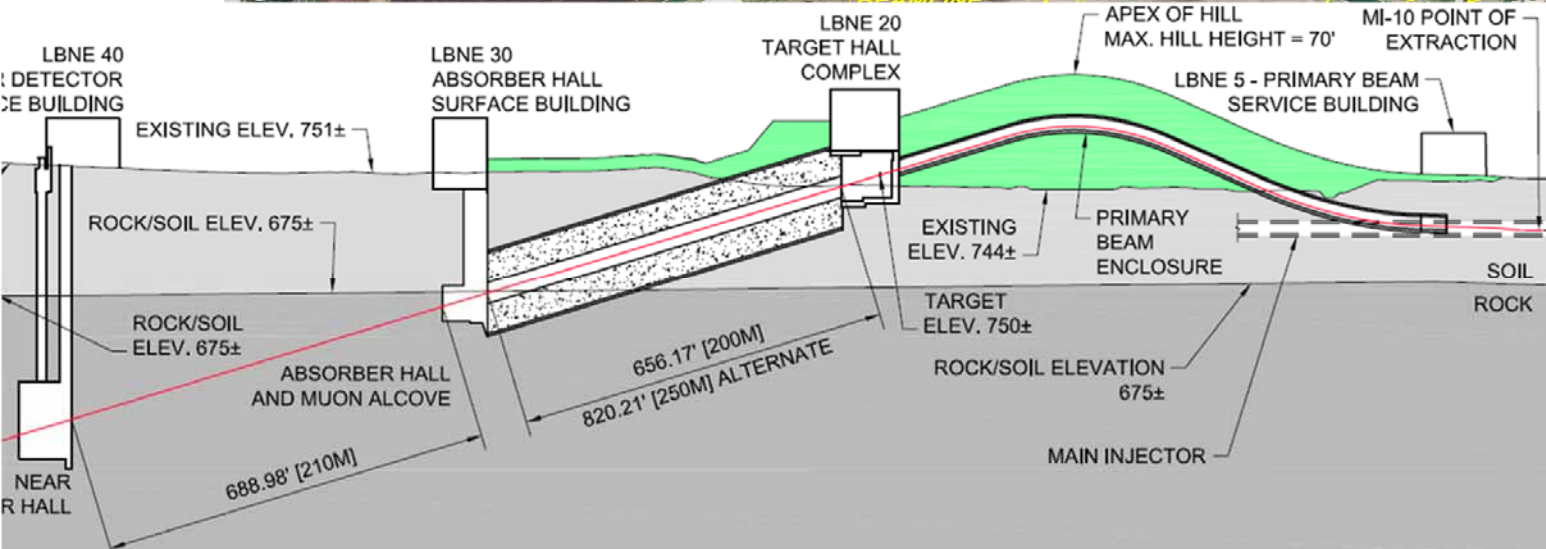 LBNE 40
DETECTOR
BUILDING
EXISTING ELEV. 751±
LBNE 30
ABSORBER HALL
SURFACE BUILDING
LBNE 20
TARGET HALL
COMPLEX
APEX OF HILL
MAX. HILL HEIGHT = 70'
MI-10 POINT OF
EXTRACTION
LBNE 5 - PRIMARY BEAM
SERVICE BUILDING
ROCK/SOIL ELEV. 675±
ROCK/SOIL
ELEV. 675±
ABSORBER HALL
AND MUON ALCOVE
EXISTING
ELEV. 744±
PRIMARY
BEAM
ENCLOSURE
SOIL
ROCK
TARGET
ELEV. 750±
656.17' [200M]
820.21' [250M] ALTERNATE
ROCK/SOIL ELEVATION
675±
MAIN INJECTOR
688.98' [210M]
NEAR
R HALL